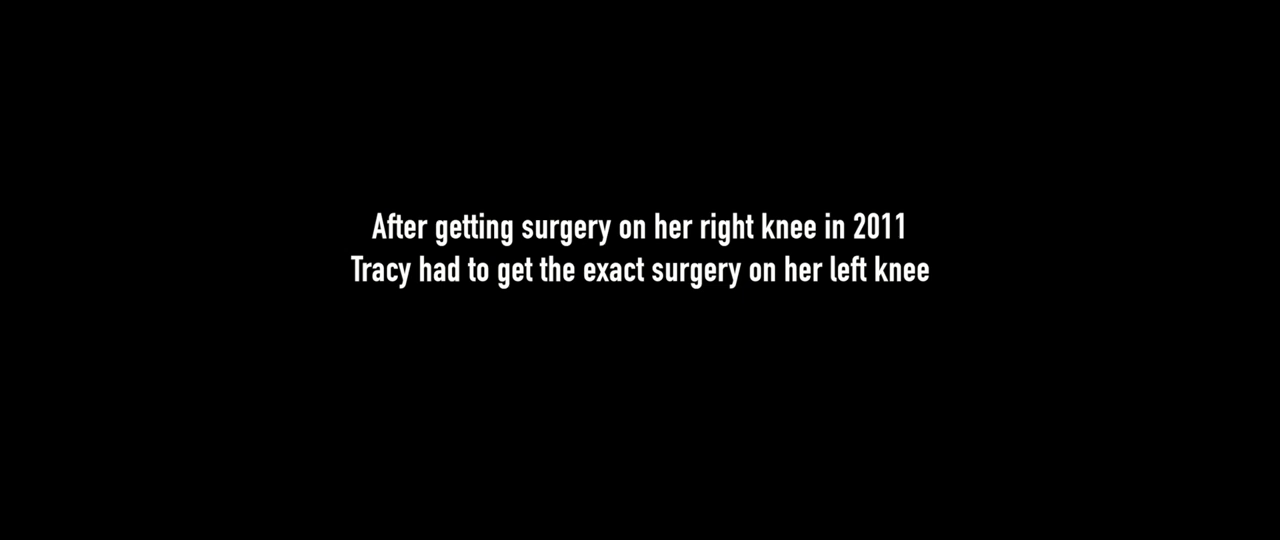 After getting surgery on her right knee in 2011
Tracy had to get the exact surgery on her left knee